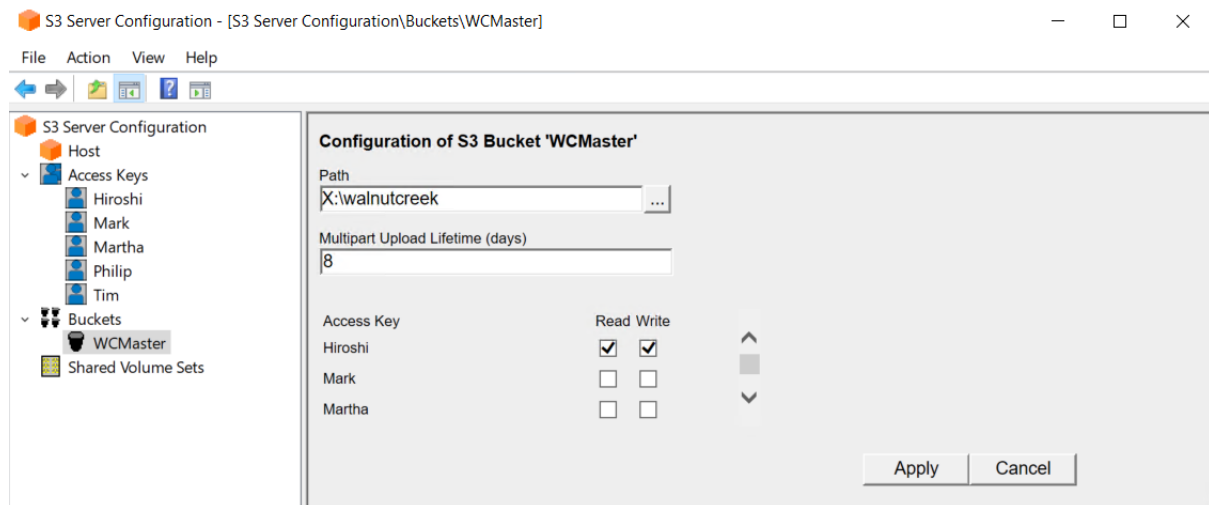 S3 Server Configuration - [S3 Server Configuration\Buckets\WCMaster]
File Action View Help
S3 Server Configuration
Host
Access Keys
Hiroshi
Mark
Martha
Philip
Tim
Buckets
WCMaster
Shared Volume Sets
Configuration of S3 Bucket 'WCMaster'
Path
X:\walnutcreek
...
Multipart Upload Lifetime (days)
8
Access Key Read Write
Hiroshi
Mark
Martha
Apply Cancel